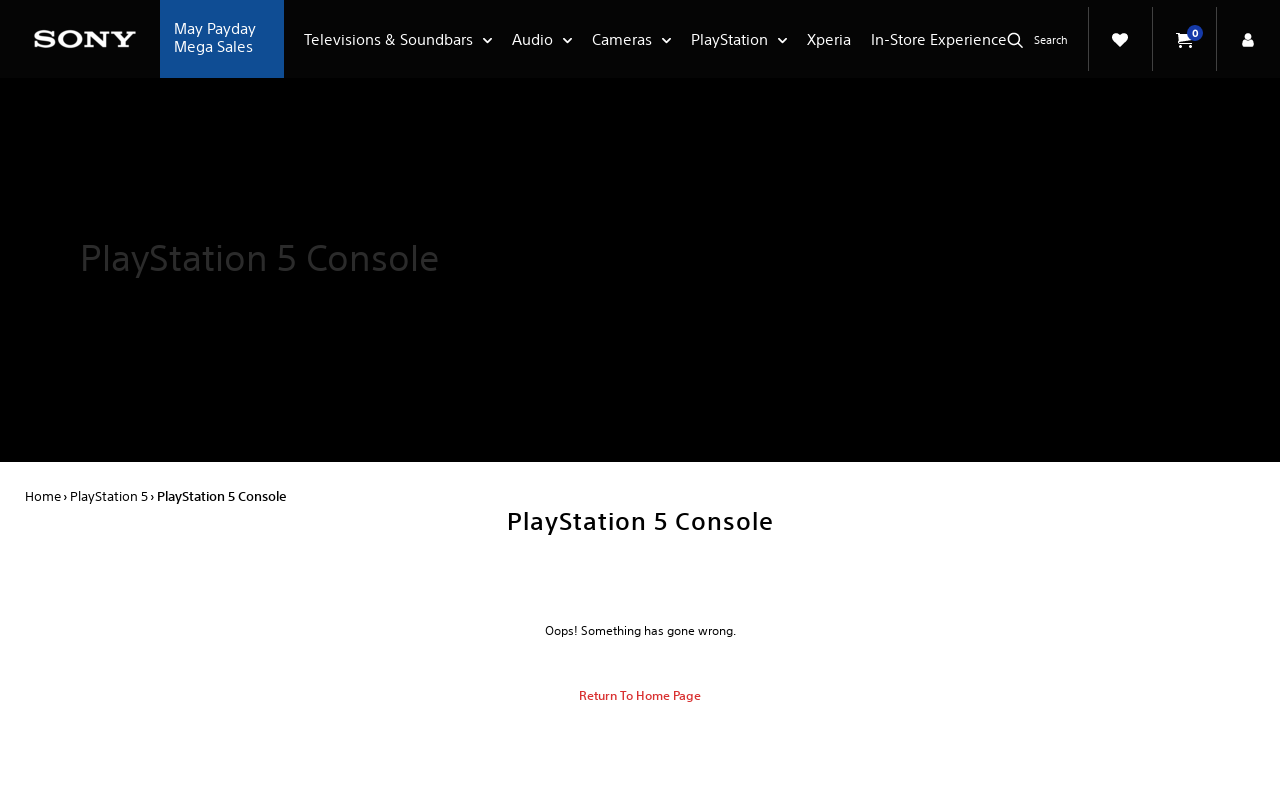 SONY
May Payday
Mega Sales
Televisions & Soundbars
Audio
Cameras
PlayStation
Xperia
In-Store Experience
Search
0
PlayStation 5 Console
Home › PlayStation 5 › PlayStation 5 Console
PlayStation 5 Console
Oops! Something has gone wrong.
Return To Home Page